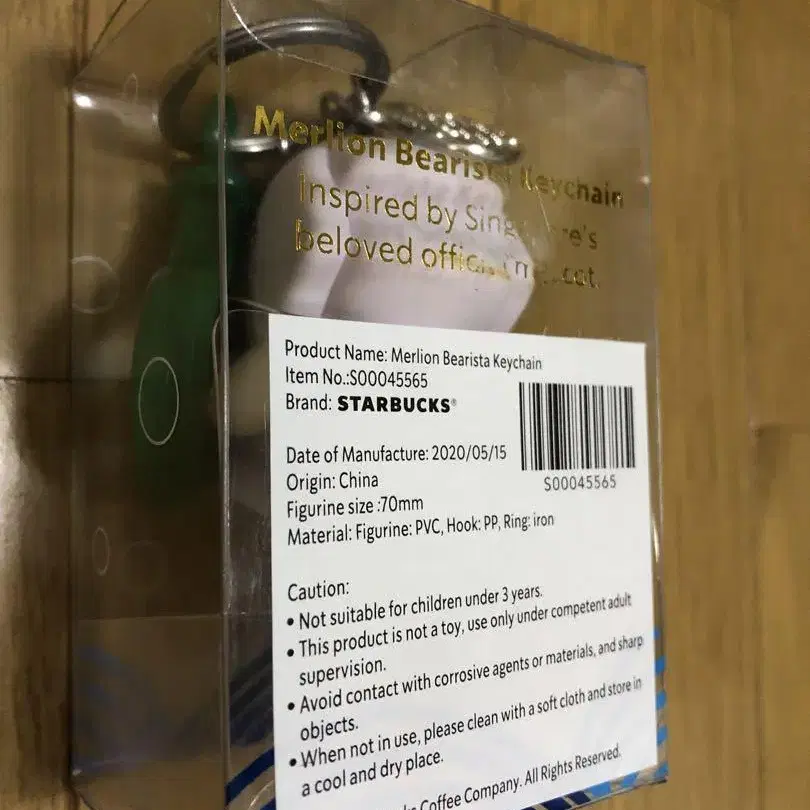 Merlion Bearista Keychain
Inspired by Singapore's
beloved official mascot.
Product Name: Merlion Bearista Keychain
Item No.:S00045565
Brand: STARBUCKS®
Date of Manufacture: 2020/05/15
Origin: China
Figurine size :70mm
Material: Figurine: PVC, Hook: PP, Ring: iron
S00045565
Caution:
• Not suitable for children under 3 years.
• This product is not a toy, use only under competent adult
supervision.
• Avoid contact with corrosive agents or materials, and sharp
objects.
• When not in use, please clean with a soft cloth and store in
a cool and dry place.
Coffee Company. All Rights Reserved.